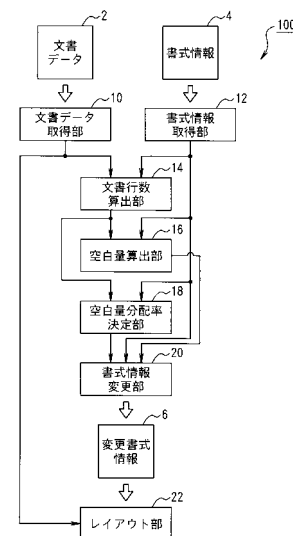 2
文書
データ
4
書式情報
100
10
文書データ
取得部
12
書式情報
取得部
14
文書行数
算出部
16
空白量算出部
18
空白量分配率
決定部
20
書式情報
変更部
6
変更書式
情報
22
レイアウト部